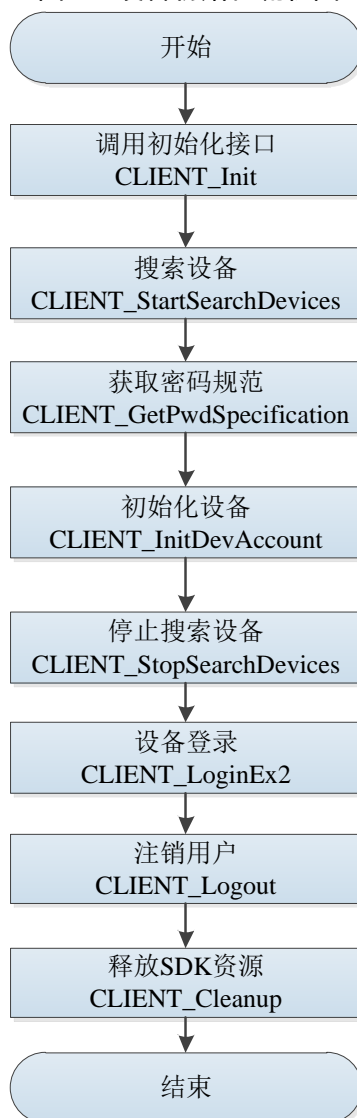 开始
调用初始化接口
CLIENT_Init
搜索设备
CLIENT_StartSearchDevices
获取密码规范
CLIENT_GetPwdSpecification
初始化设备
CLIENT_InitDevAccount
停止搜索设备
CLIENT_StopSearchDevices
设备登录
CLIENT_LoginEx2
注销用户
CLIENT_Logout
释放SDK资源
CLIENT_Cleanup
结束